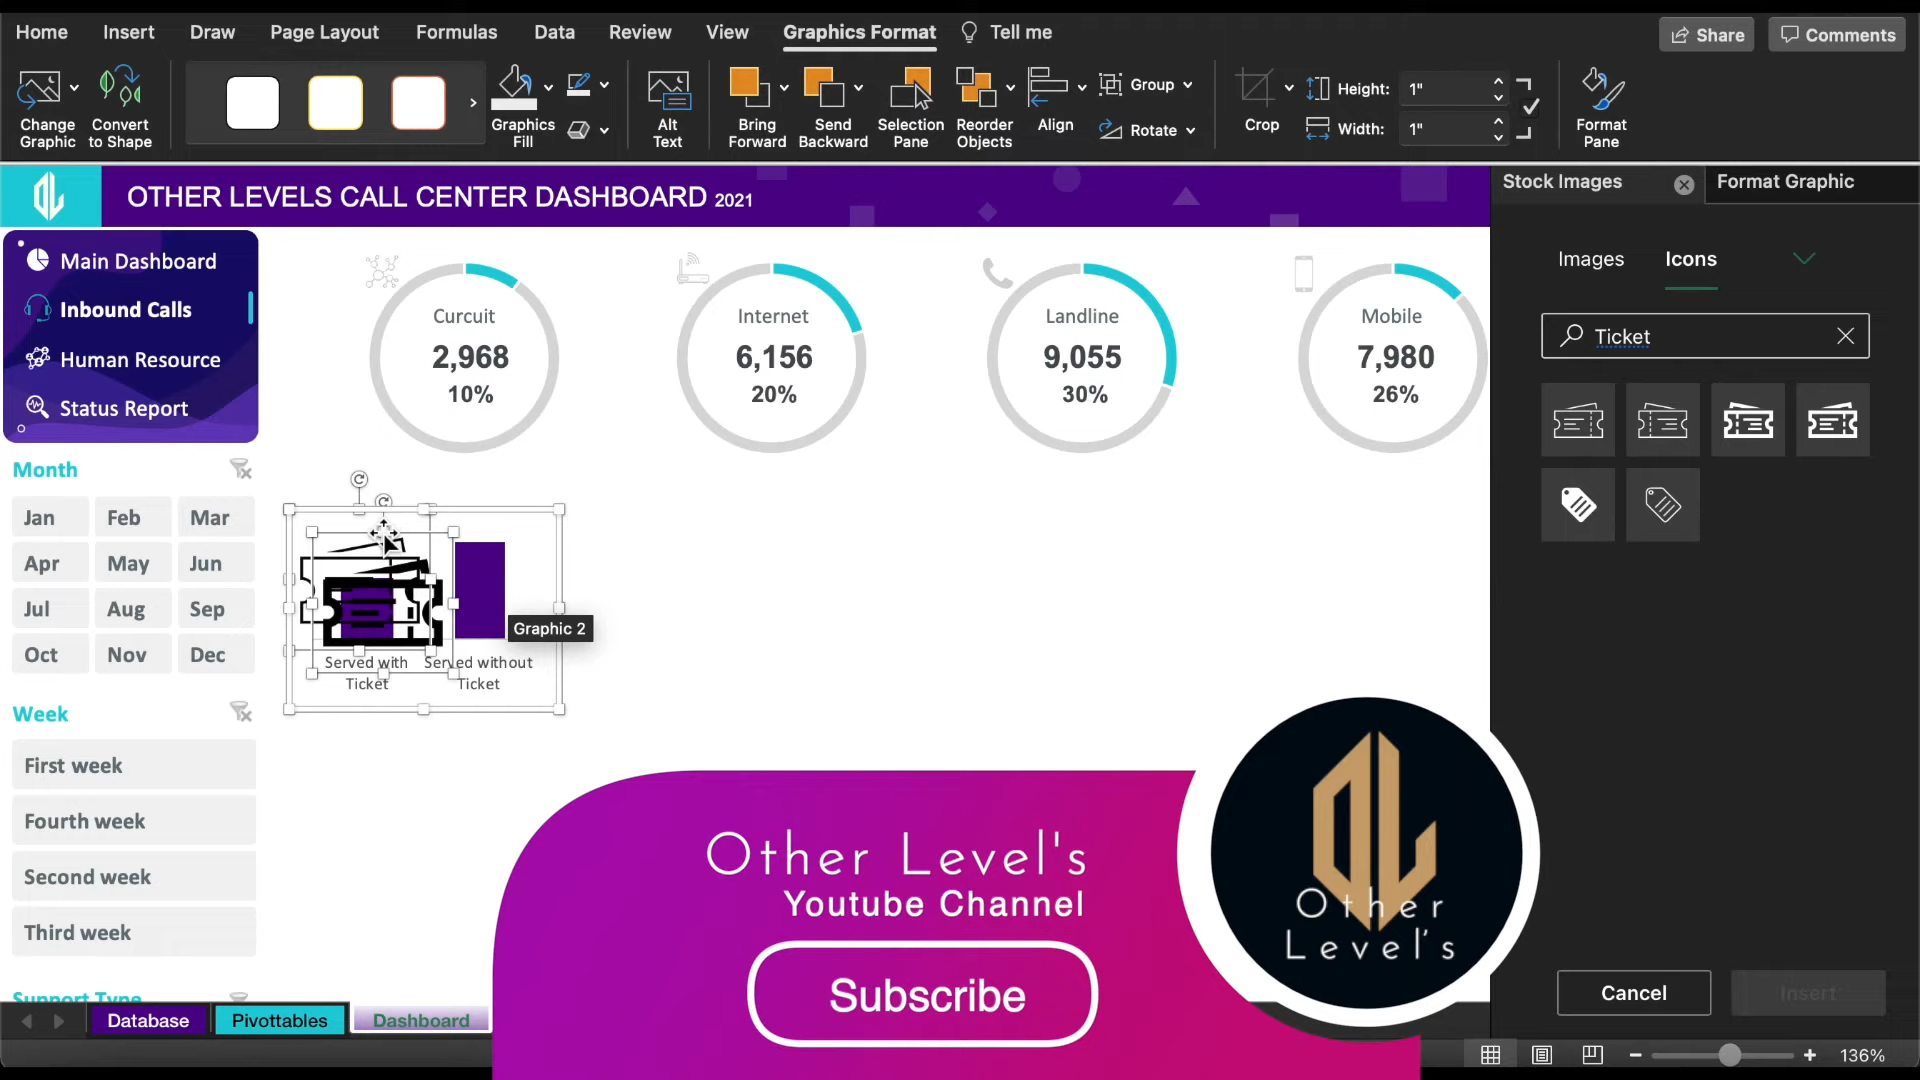 Home Insert Draw Page Layout Formulas Data Review View Graphics Format Tell me Share Comments
Change Graphic
Convert to Shape
Graphics Fill
Alt Text
Bring Forward
Send Backward
Selection Pane
Reorder Objects
Align
Group
Rotate
Crop
Height: 1"
Width: 1"
Format Pane
OTHER LEVELS CALL CENTER DASHBOARD 2021
Main Dashboard
Inbound Calls
Human Resource
Status Report
Curcuit
2,968
10%
Internet
6,156
20%
Landline
9,055
30%
Mobile
7,980
26%
Month
Jan Feb Mar
Apr May Jun
Jul Aug Sep
Oct Nov Dec
Week
First week
Fourth week
Second week
Third week
Support Type
Served with
Ticket
Served without
Ticket
Graphic 2
Stock Images
Format Graphic
Images Icons
Ticket
Cancel
Insert
Other Level's
Youtube Channel
Subscribe
Other
Level's
Database Pivottables Dashboard
136%